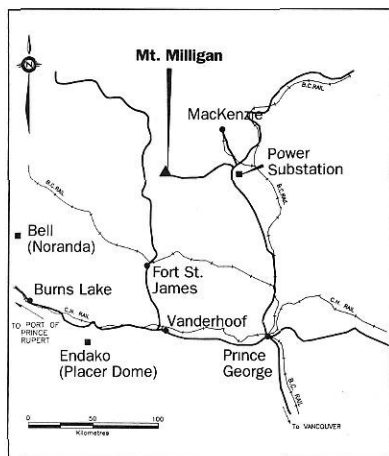 N
Mt. Milligan
MacKenzie
B.C. RAIL
Power
Substation
B.C. RAIL
B.C. RAIL
Bell
(Noranda)
Fort St.
James
Burns Lake
C.N. RAIL
C.N. RAIL
TO PORT OF
PRINCE
RUPERT
Vanderhoof
Endako
(Placer Dome)
Prince
George
B.C. RAIL
TO VANCOUVER
0 50 100
Kilometres